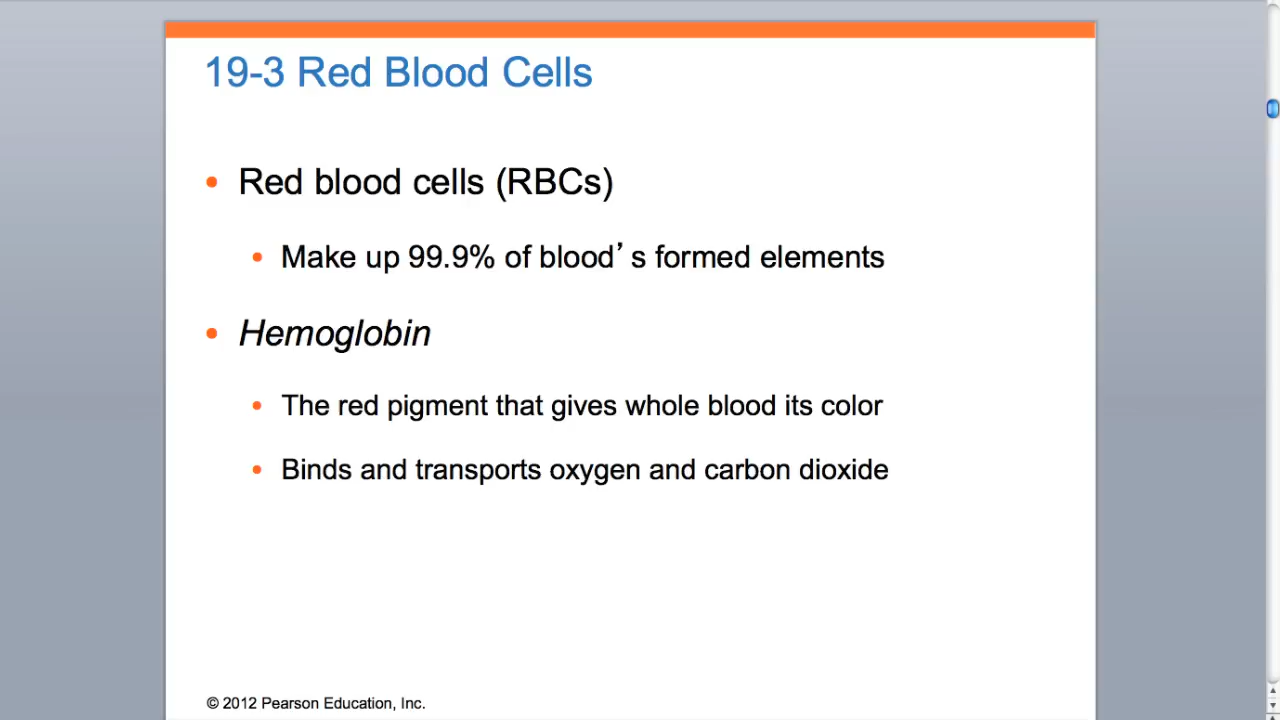 19-3 Red Blood Cells
• Red blood cells (RBCs)
• Make up 99.9% of blood’s formed elements
• Hemoglobin
• The red pigment that gives whole blood its color
• Binds and transports oxygen and carbon dioxide
© 2012 Pearson Education, Inc.